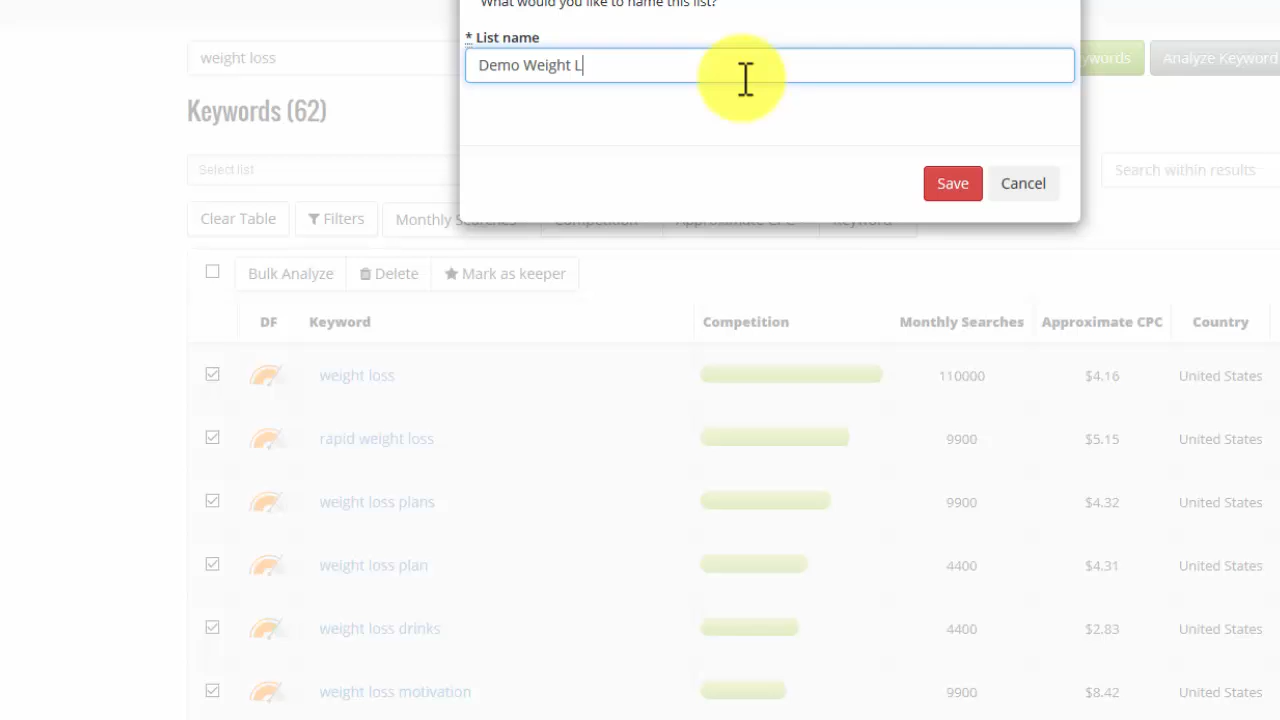 What would you like to name this list?
* List name
Demo Weight L
Save
Cancel
weight loss
Analyze Keyword
Keywords (62)
Select list
Search within results
Clear Table
Filters
Monthly Searches
Competition
Approximate CPC
Keyword
Bulk Analyze
Delete
Mark as keeper
DF Keyword Competition Monthly Searches Approximate CPC Country
weight loss 110000 $4.16 United States
rapid weight loss 9900 $5.15 United States
weight loss plans 9900 $4.32 United States
weight loss plan 4400 $4.31 United States
weight loss drinks 4400 $2.83 United States
weight loss motivation 9900 $8.42 United States